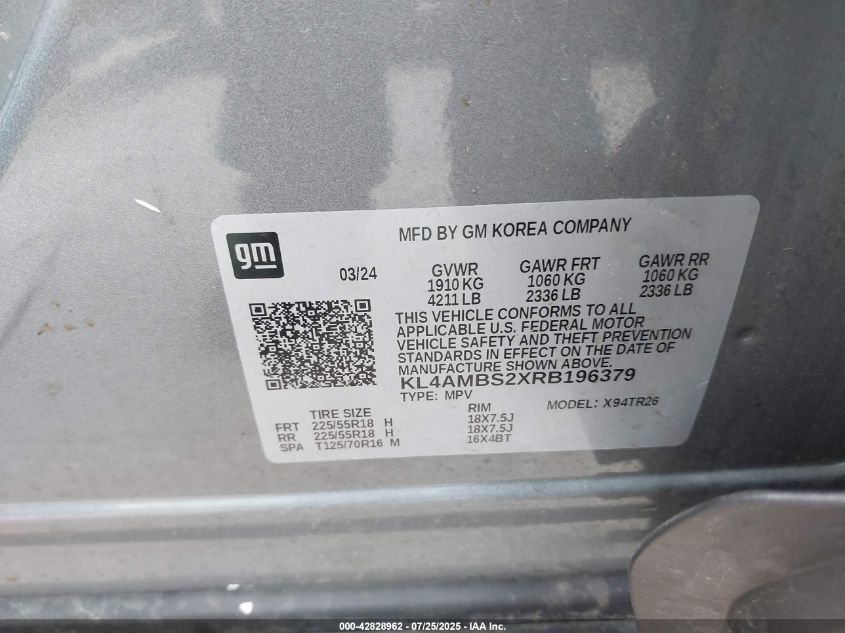 gm
MFD BY GM KOREA COMPANY
03/24
GVWR
1910 KG
4211 LB
GAWR FRT
1060 KG
2336 LB
GAWR RR
1060 KG
2336 LB
THIS VEHICLE CONFORMS TO ALL
APPLICABLE U.S. FEDERAL MOTOR
VEHICLE SAFETY AND THEFT PREVENTION
STANDARDS IN EFFECT ON THE DATE OF
MANUFACTURE SHOWN ABOVE.
KL4AMBS2XRB196379
TYPE: MPV
MODEL: X94TR26
TIRE SIZE
RIM
FRT 225/55R18 H 18X7.5J
RR 225/55R18 H 18X7.5J
SPA T125/70R16 M 16X4BT
000-42828962 - 07/25/2025 - IAA Inc.